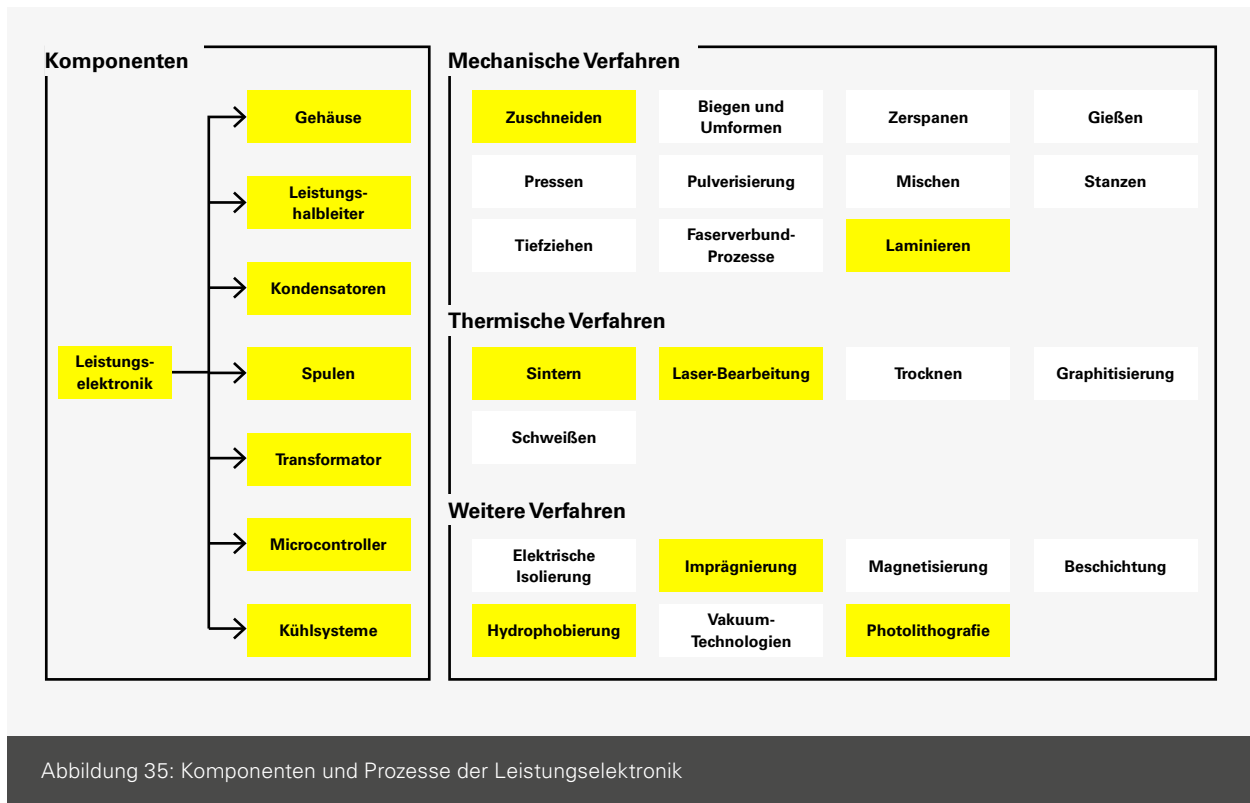 Komponenten
Gehäuse
Leistungs-
halbleiter
Kondensatoren
Leistungs-
elektronik
Spulen
Transformator
Microcontroller
Kühlsysteme
Mechanische Verfahren
Zuschneiden
Biegen und
Umformen
Zerspanen
Gießen
Pressen
Pulverisierung
Mischen
Stanzen
Tiefziehen
Faserverbund-
Prozesse
Laminieren
Thermische Verfahren
Sintern
Laser-Bearbeitung
Trocknen
Graphitisierung
Schweißen
Weitere Verfahren
Elektrische
Isolierung
Imprägnierung
Magnetisierung
Beschichtung
Hydrophobierung
Vakuum-
Technologien
Photolithografie
Abbildung 35: Komponenten und Prozesse der Leistungselektronik